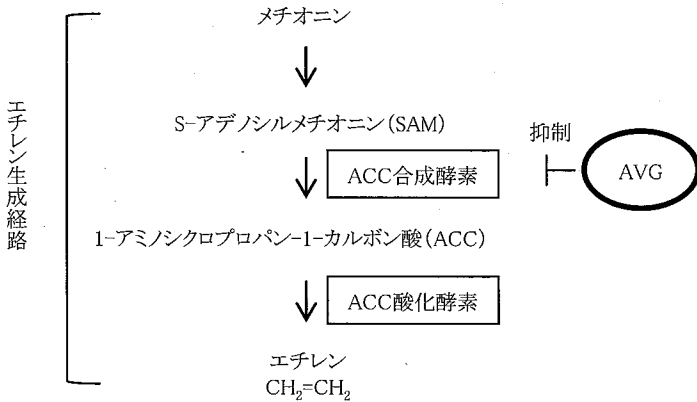 メチオニン
エチレン生成経路
S-アデノシルメチオニン(SAM)
抑制
ACC合成酵素
AVG
1-アミノシクロプロパン-1-カルボン酸(ACC)
ACC酸化酵素
エチレン
CH₂=CH₂